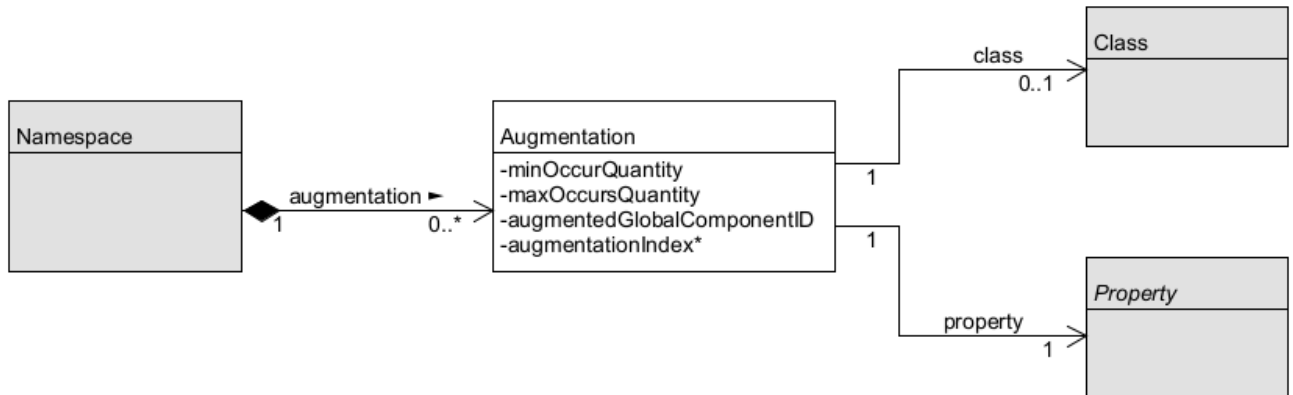 Namespace
augmentation ►
1
0..*
Augmentation
-minOccurQuantity
-maxOccursQuantity
-augmentedGlobalComponentID
-augmentationIndex*
class
1
0..1
Class
1
property
1
Property